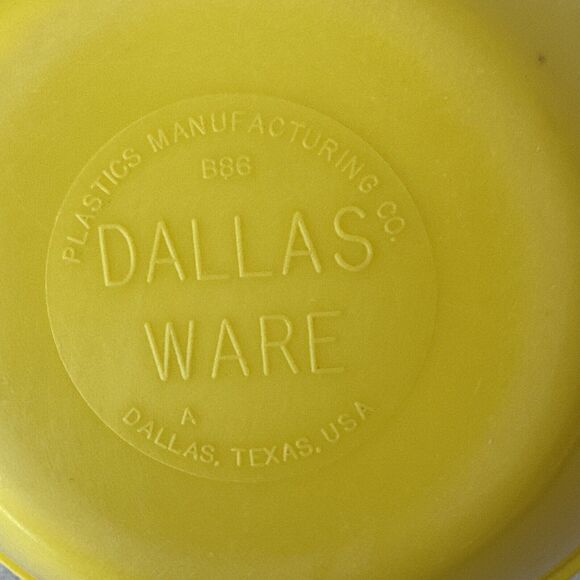 PLASTICS MANUFACTURING CO.
B86
DALLAS
WARE
A
DALLAS, TEXAS, USA